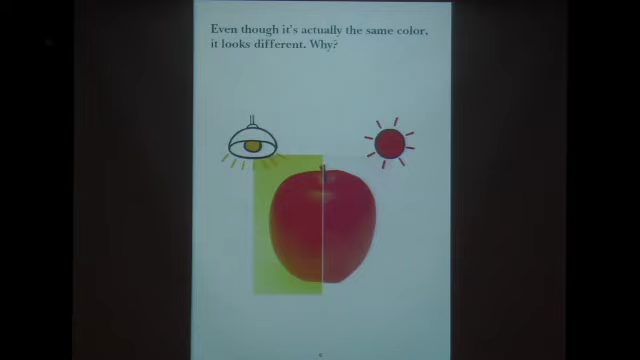 Even though it's actually the same color,
it looks different. Why?